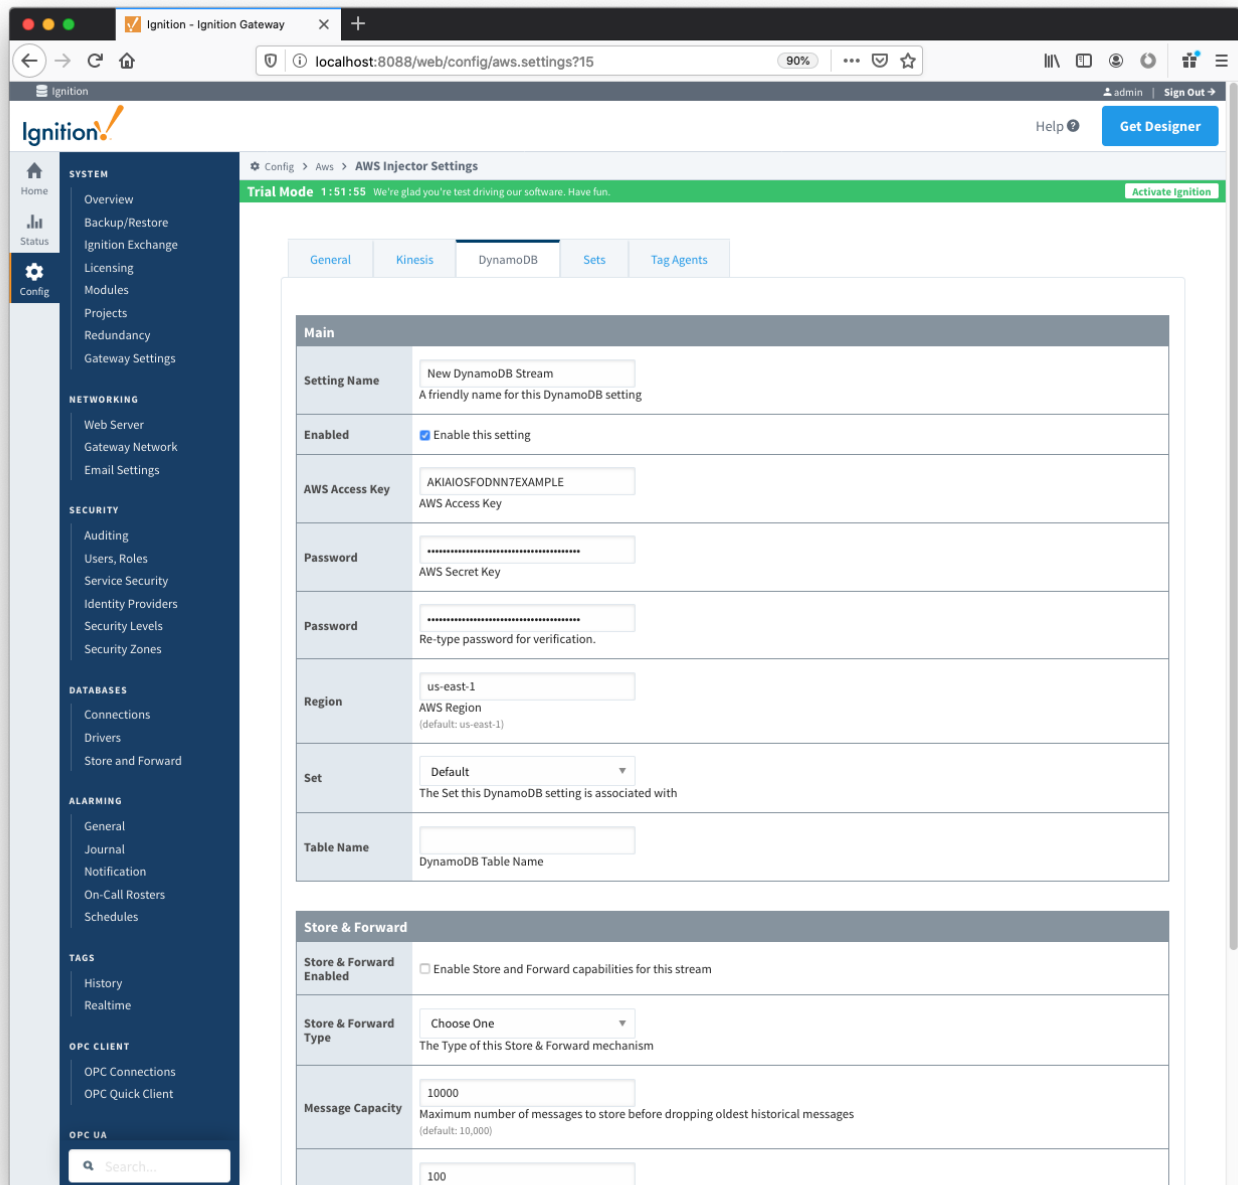 Ignition - Ignition Gateway
localhost:8088/web/config/aws.settings?15
90%
Ignition
admin | Sign Out
Ignition!
Help
Get Designer
Home
Status
Config
SYSTEM
Overview
Backup/Restore
Ignition Exchange
Licensing
Modules
Projects
Redundancy
Gateway Settings
NETWORKING
Web Server
Gateway Network
Email Settings
SECURITY
Auditing
Users, Roles
Service Security
Identity Providers
Security Levels
Security Zones
DATABASES
Connections
Drivers
Store and Forward
ALARMING
General
Journal
Notification
On-Call Rosters
Schedules
TAGS
History
Realtime
OPC CLIENT
OPC Connections
OPC Quick Client
OPC UA
Search...
Config > Aws > AWS Injector Settings
Trial Mode 1:51:55 We're glad you're test driving our software. Have fun.
Activate Ignition
General
Kinesis
DynamoDB
Sets
Tag Agents
Main
Setting Name
New DynamoDB Stream
A friendly name for this DynamoDB setting
Enabled
Enable this setting
AWS Access Key
AKIAIOSFODNN7EXAMPLE
AWS Access Key
Password
AWS Secret Key
Password
Re-type password for verification.
Region
us-east-1
AWS Region
(default: us-east-1)
Set
Default
The Set this DynamoDB setting is associated with
Table Name
DynamoDB Table Name
Store & Forward
Store & Forward
Enabled
Enable Store and Forward capabilities for this stream
Store & Forward
Type
Choose One
The Type of this Store & Forward mechanism
Message Capacity
10000
Maximum number of messages to store before dropping oldest historical messages
(default: 10,000)
100